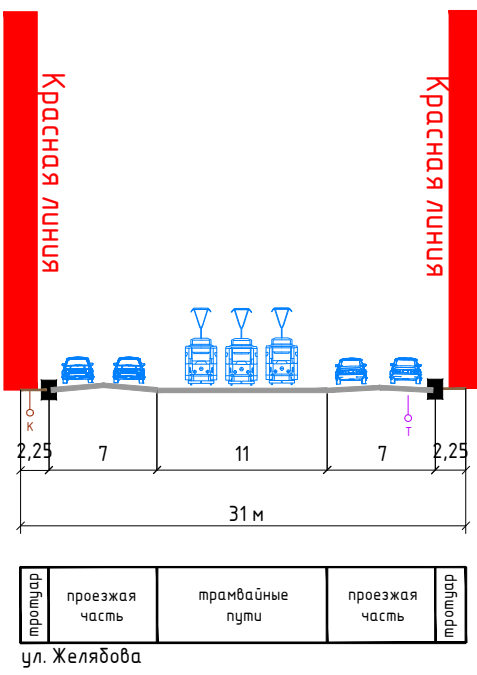 Красная линия
Красная линия
К
Т
2,25
7
11
7
2,25
31 м
тротуар
проезжая
часть
трамвайные
пути
проезжая
часть
тротуар
ул. Желябова